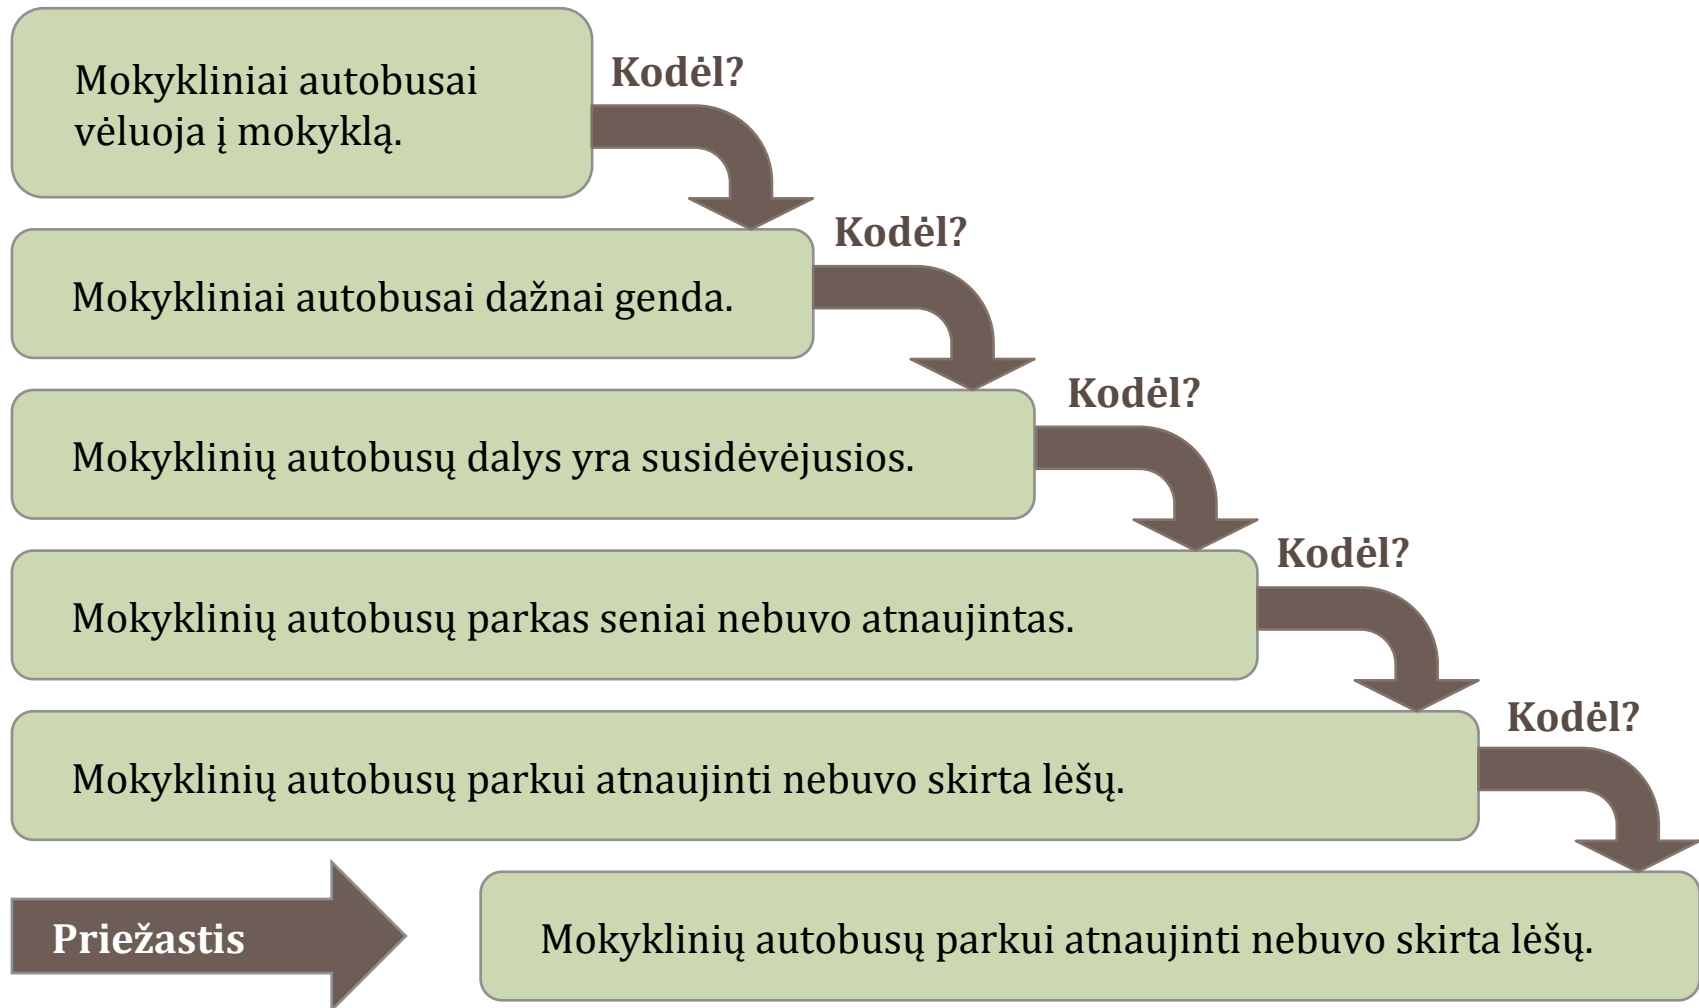 Mokykliniai autobusai
vėluoja į mokyklą.
Kodėl?
Mokykliniai autobusai dažnai genda.
Kodėl?
Mokyklinių autobusų dalys yra susidėvėjusios.
Kodėl?
Mokyklinių autobusų parkas seniai nebuvo atnaujintas.
Kodėl?
Mokyklinių autobusų parkui atnaujinti nebuvo skirta lėšų.
Kodėl?
Priežastis
Mokyklinių autobusų parkui atnaujinti nebuvo skirta lėšų.